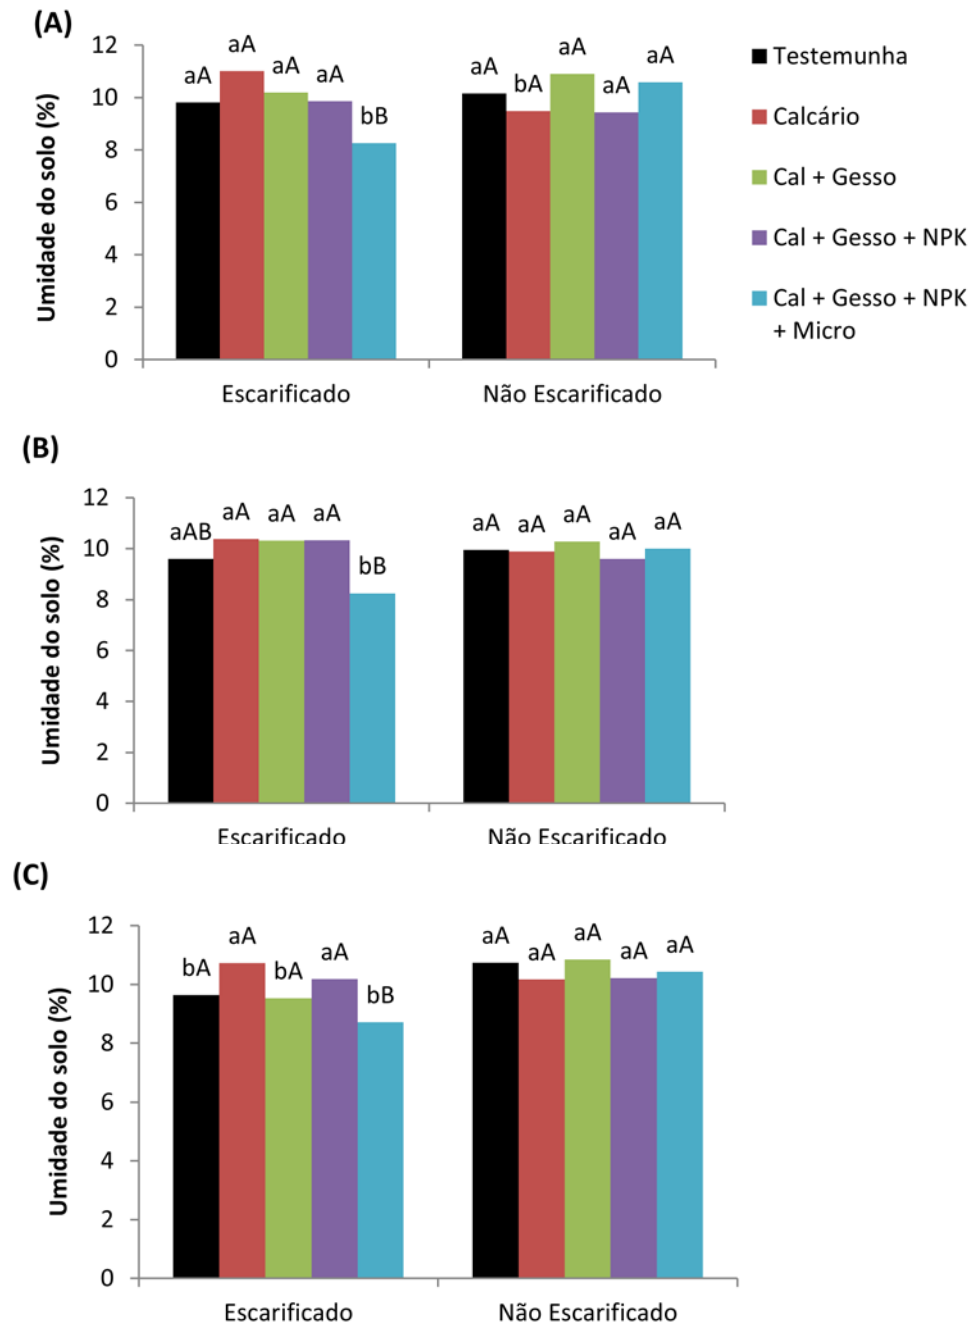 (A)
Umidade do solo (%)
12
10
8
6
4
2
0
aA
aA
aA
aA
bB
aA
bA
aA
aA
aA
Escarificado
Não Escarificado
Testemunha
Calcário
Cal + Gesso
Cal + Gesso + NPK
Cal + Gesso + NPK
+ Micro
(B)
Umidade do solo (%)
12
10
8
6
4
2
0
aAB
aA
aA
aA
bB
aA
aA
aA
aA
aA
Escarificado
Não Escarificado
(C)
Umidade do solo (%)
12
10
8
6
4
2
0
bA
aA
bA
aA
bB
aA
aA
aA
aA
aA
Escarificado
Não Escarificado